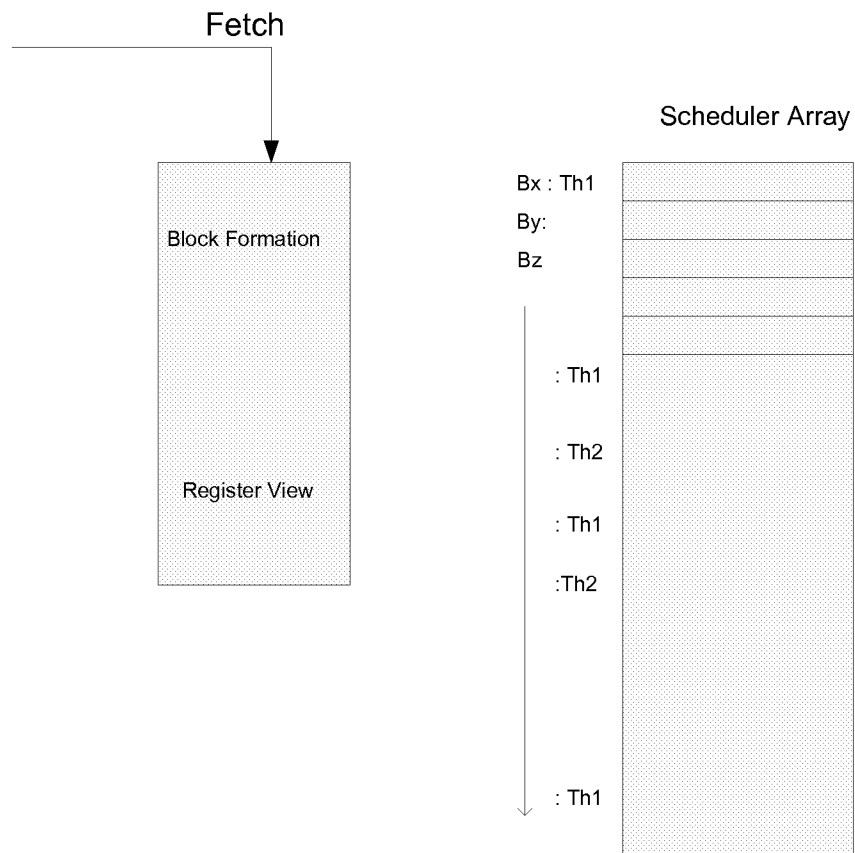 Fetch
Scheduler Array
Block Formation
Register View
Bx : Th1
By:
Bz
: Th1
: Th2
: Th1
:Th2
: Th1